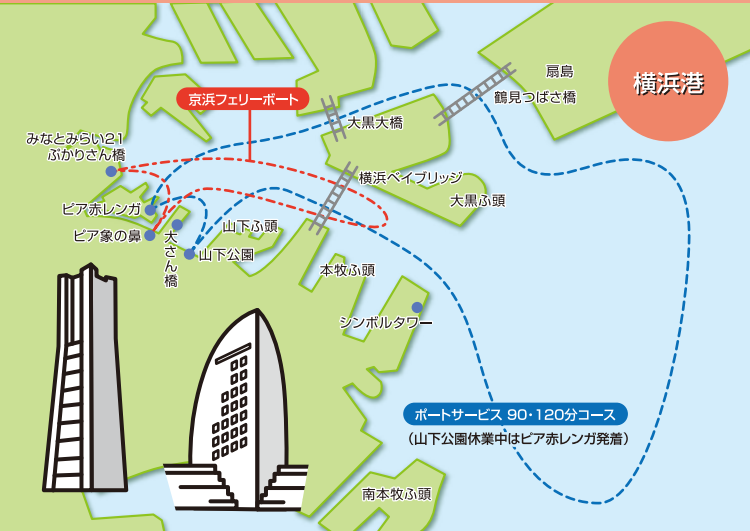 横浜港
扇島
鶴見つばさ橋
京浜フェリーボート
大黒大橋
みなとみらい21
ぷかりさん橋
横浜ベイブリッジ
大黒ふ頭
ピア赤レンガ
ピア象の鼻
大さん橋
山下ふ頭
山下公園
本牧ふ頭
シンボルタワー
ポートサービス 90・120分コース
(山下公園休業中はピア赤レンガ発着)
南本牧ふ頭